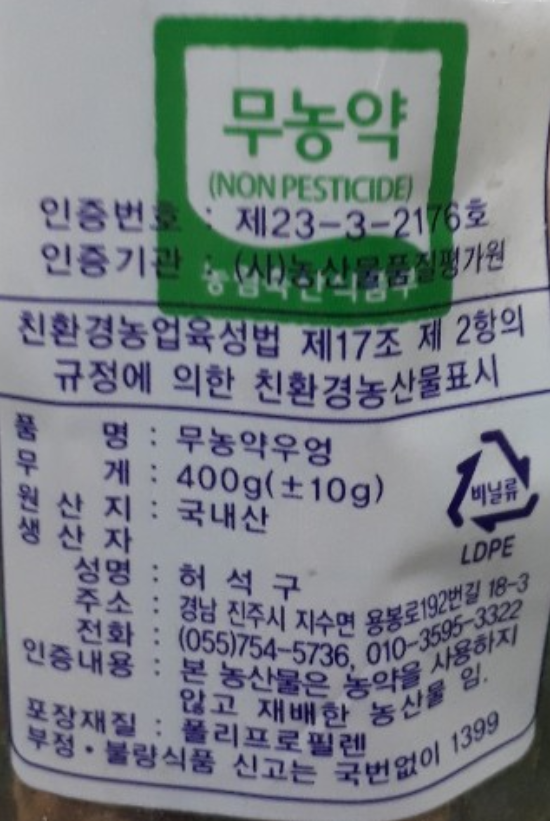 무농약
(NON PESTICIDE)
인증번호 : 제23-3-2176호
인증기관 : (사)농산물품질평가원
친환경농업육성법 제17조 제 2항의
규정에 의한 친환경농산물표시
품 명 : 무농약우엉
무 게 : 400g(±10g)
원 산 지 : 국내산
생 산 자
비닐류
LDPE
성명 : 허 석 구
주소 : 경남 진주시 지수면 용봉로192번길 18-3
전화 : (055)754-5736, 010-3595-3322
인증내용 : 본 농산물은 농약을 사용하지
않고 재배한 농산물 임.
포장재질 : 폴리프로필렌
부정·불량식품 신고는 국번없이 1399